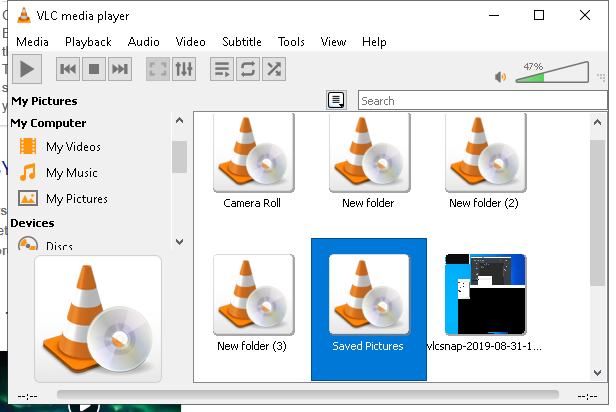 VLC media player
Media Playback Audio Video Subtitle Tools View Help
47%
My Pictures
Search
My Computer
My Videos
My Music
My Pictures
Devices
Discs
Camera Roll
New folder
New folder (2)
New folder (3)
Saved Pictures
vlcsnap-2019-08-31-1...
--:--
--:--